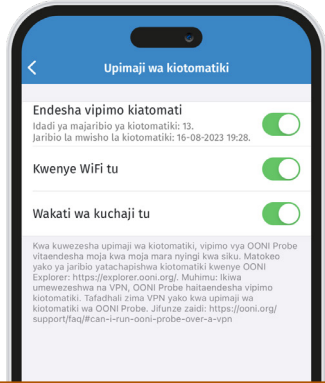 Upimaji wa kiotomatiki
Endesha vipimo kiatomati
Idadi ya majaribio ya kiotomatiki: 13.
Jaribio la mwisho la kiotomatiki: 16-08-2023 19:28.
Kwenye WiFi tu
Wakati wa kuchaji tu
Kwa kuwezesha upimaji wa kiotomatiki, vipimo vya OONI Probe
vitaendesha moja kwa moja mara nyingi kwa siku. Matokeo
yako ya jaribio yatachapishwa kiotomatiki kwenye OONI
Explorer: https://explorer.ooni.org/. Muhimu: Ikiwa
umewezeshwa na VPN, OONI Probe haitaendesha vipimo
kiotomatiki. Tafadhali zima VPN yako kwa upimaji wa
kiotomatiki wa OONI Probe. Jifunze zaidi: https://ooni.org/
support/faq/#can-i-run-ooni-probe-over-a-vpn